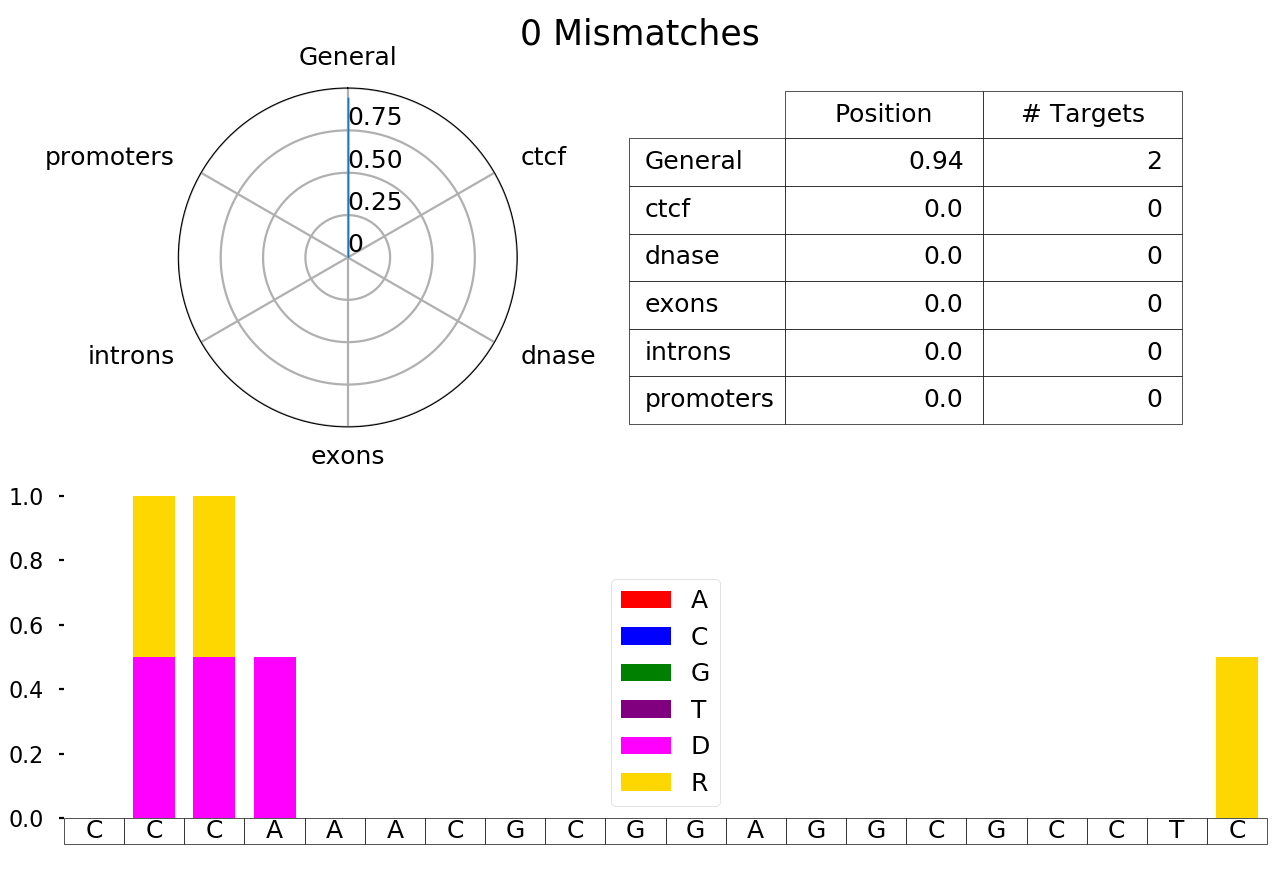 0 Mismatches
General
promoters
ctcf
introns
dnase
exons
0.75
0.50
0.25
0
Position # Targets
General 0.94 2
ctcf 0.0 0
dnase 0.0 0
exons 0.0 0
introns 0.0 0
promoters 0.0 0
1.0
0.8
0.6
0.4
0.2
0.0
A
C
G
T
D
R
C C C A A A C G C G G A G G C G C C T C